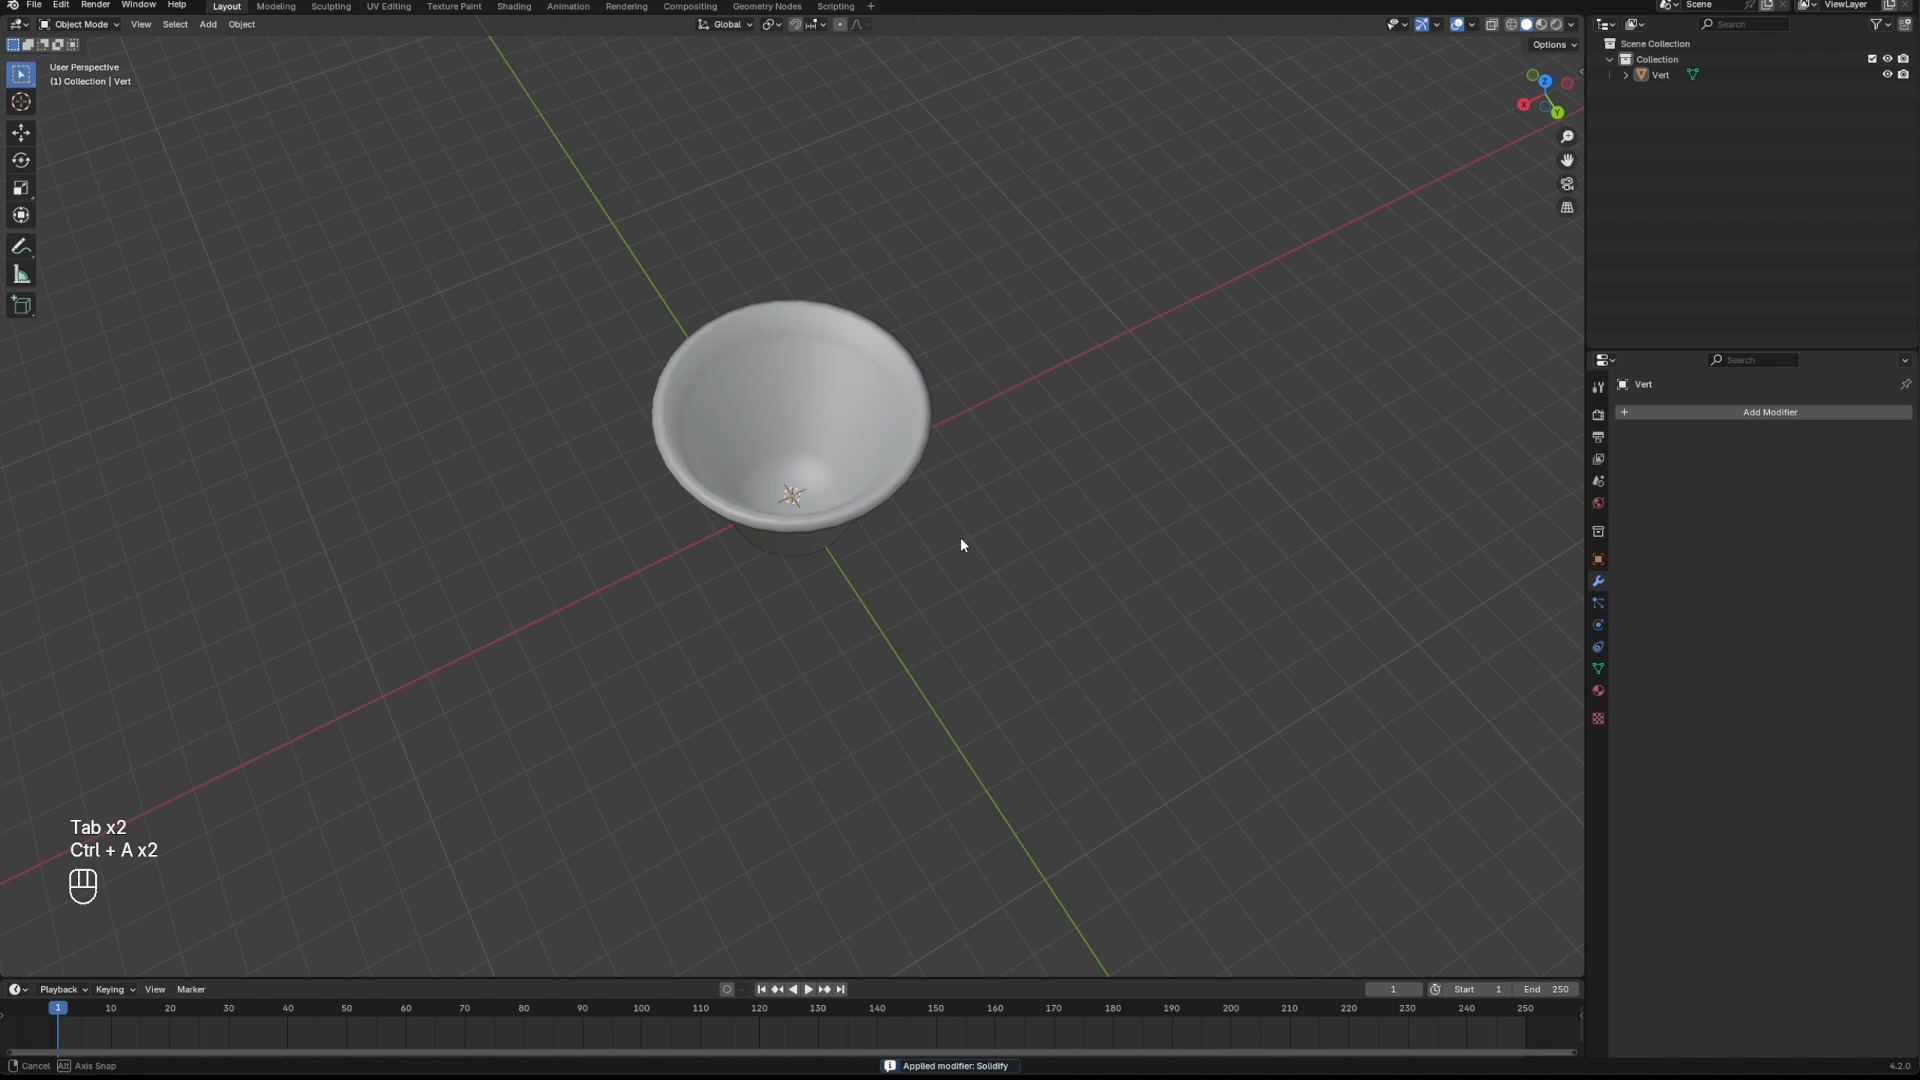 File Edit Render Window Help Layout Modeling Sculpting UV Editing Texture Paint Shading Animation Rendering Compositing Geometry Nodes Scripting + Scene ViewLayer
Object Mode View Select Add Object Global Search
Options
User Perspective
(1) Collection | Vert
Scene Collection
Collection
Vert
Z
X
Y
Search
Vert
+ Add Modifier
Tab x2
Ctrl + A x2
Playback Keying View Marker 1 Start 1 End 250
1 10 20 30 40 50 60 70 80 90 100 110 120 130 140 150 160 170 180 190 200 210 220 230 240 250
Cancel Alt Axis Snap Applied modifier: Solidify 4.2.0